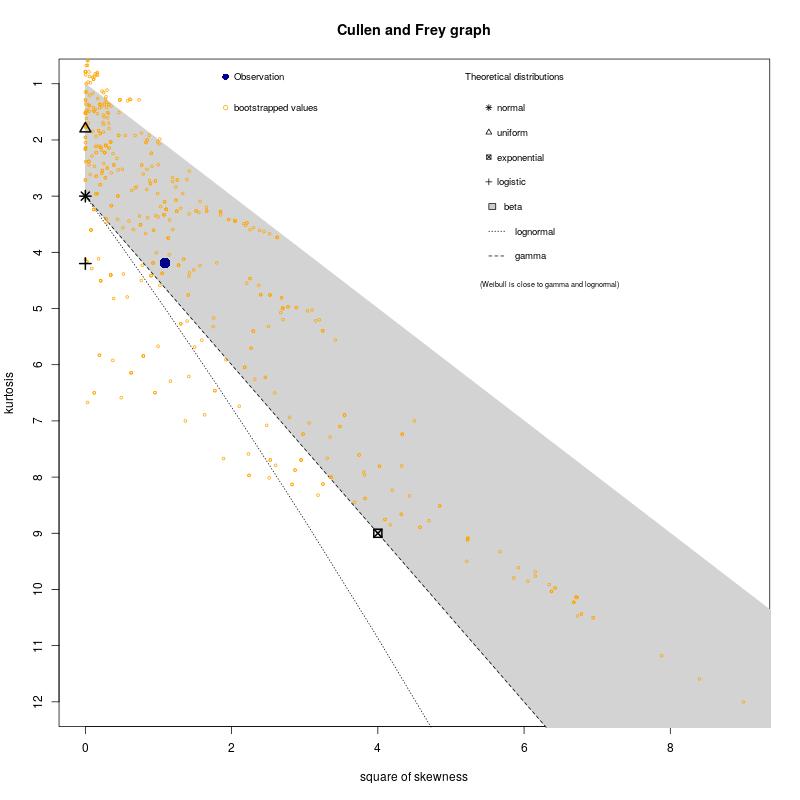 Cullen and Frey graph
Observation
bootstrapped values
Theoretical distributions
normal
uniform
exponential
logistic
beta
lognormal
gamma
(Weibull is close to gamma and lognormal)
kurtosis
1
2
3
4
5
6
7
8
9
10
11
12
0 2 4 6 8
square of skewness